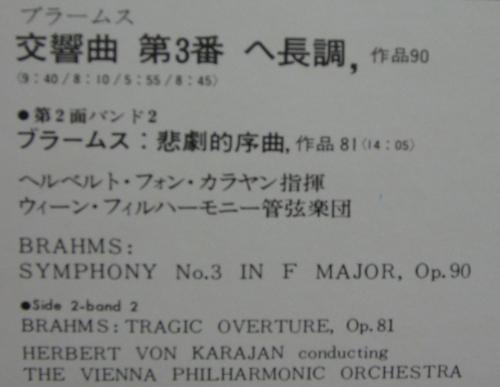 ブラームス
交響曲 第3番 ヘ長調, 作品90
(9:40/8:10/5:55/8:45)
●第2面バンド2
ブラームス:悲劇的序曲, 作品81(14:05)
ヘルベルト・フォン・カラヤン指揮
ウィーン・フィルハーモニー管弦楽団
BRAHMS:
SYMPHONY No.3 IN F MAJOR, Op.90
●Side 2-band 2
BRAHMS: TRAGIC OVERTURE, Op.81
HERBERT VON KARAJAN conducting
THE VIENNA PHILHARMONIC ORCHESTRA